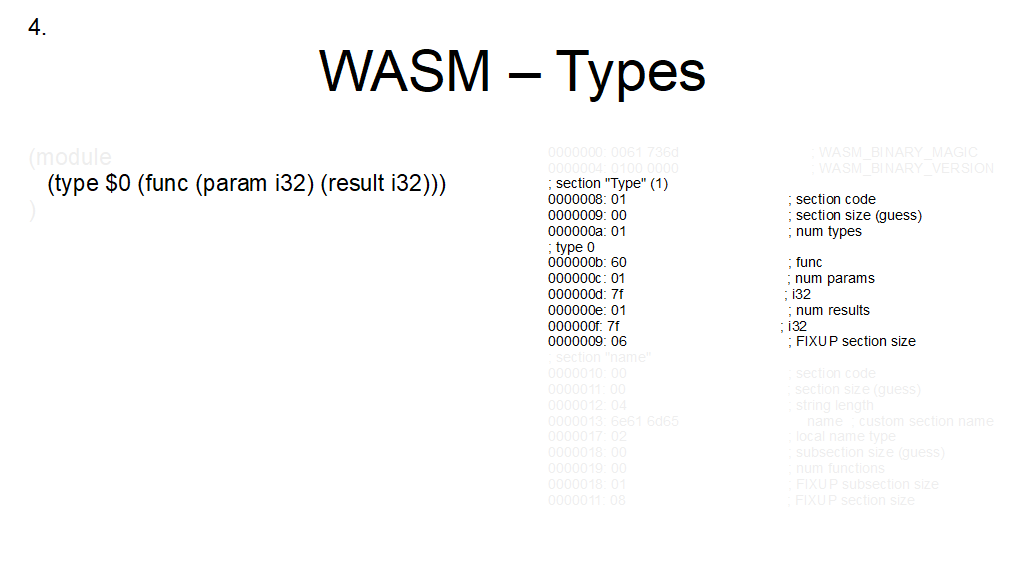 4.
WASM – Types
(module
(type $0 (func (param i32) (result i32)))
)
0000000: 0061 736d ; WASM_BINARY_MAGIC
0000004: 0100 0000 ; WASM_BINARY_VERSION
; section "Type" (1)
0000008: 01 ; section code
0000009: 00 ; section size (guess)
000000a: 01 ; num types
; type 0
000000b: 60 ; func
000000c: 01 ; num params
000000d: 7f ; i32
000000e: 01 ; num results
000000f: 7f ; i32
0000009: 06 ; FIXUP section size
; section "name"
0000010: 00 ; section code
0000011: 00 ; section size (guess)
0000012: 04 ; string length
0000013: 6e61 6d65 name ; custom section name
0000017: 02 ; local name type
0000018: 00 ; subsection size (guess)
0000019: 00 ; num functions
0000018: 01 ; FIXUP subsection size
0000011: 08 ; FIXUP section size